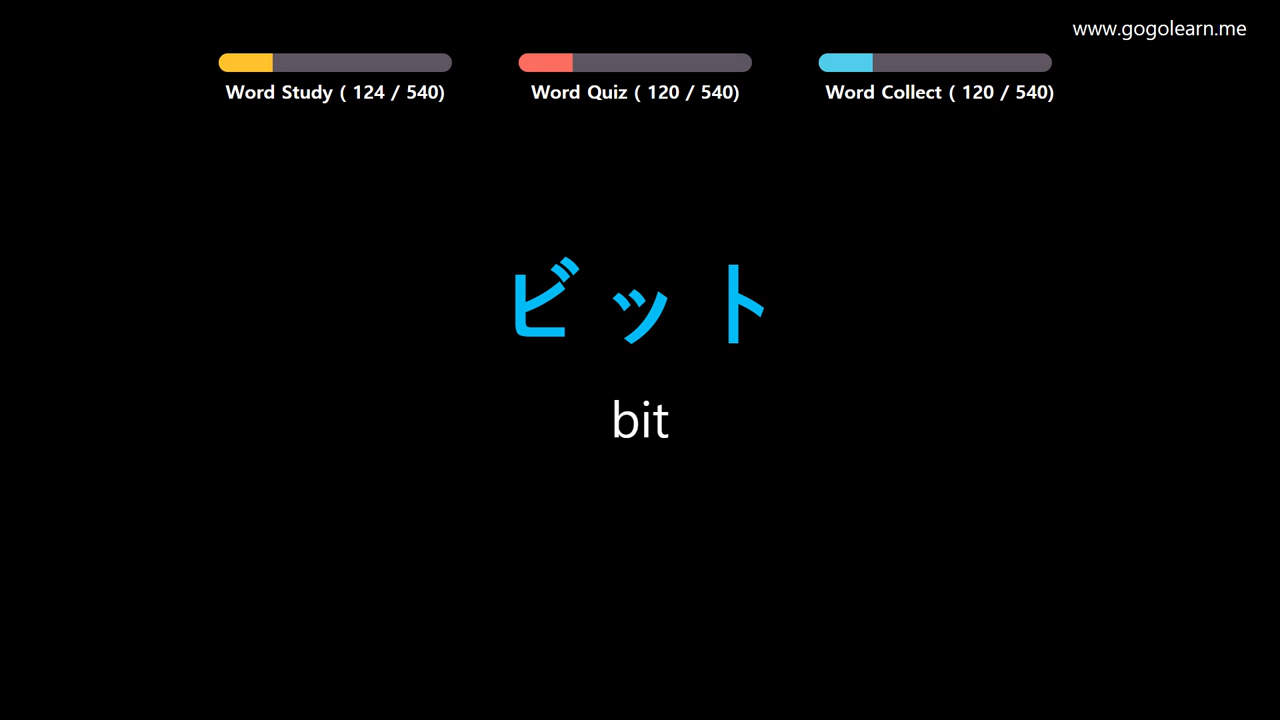 www.gogolearn.me
Word Study ( 124 / 540)
Word Quiz ( 120 / 540)
Word Collect ( 120 / 540)
ビット
bit